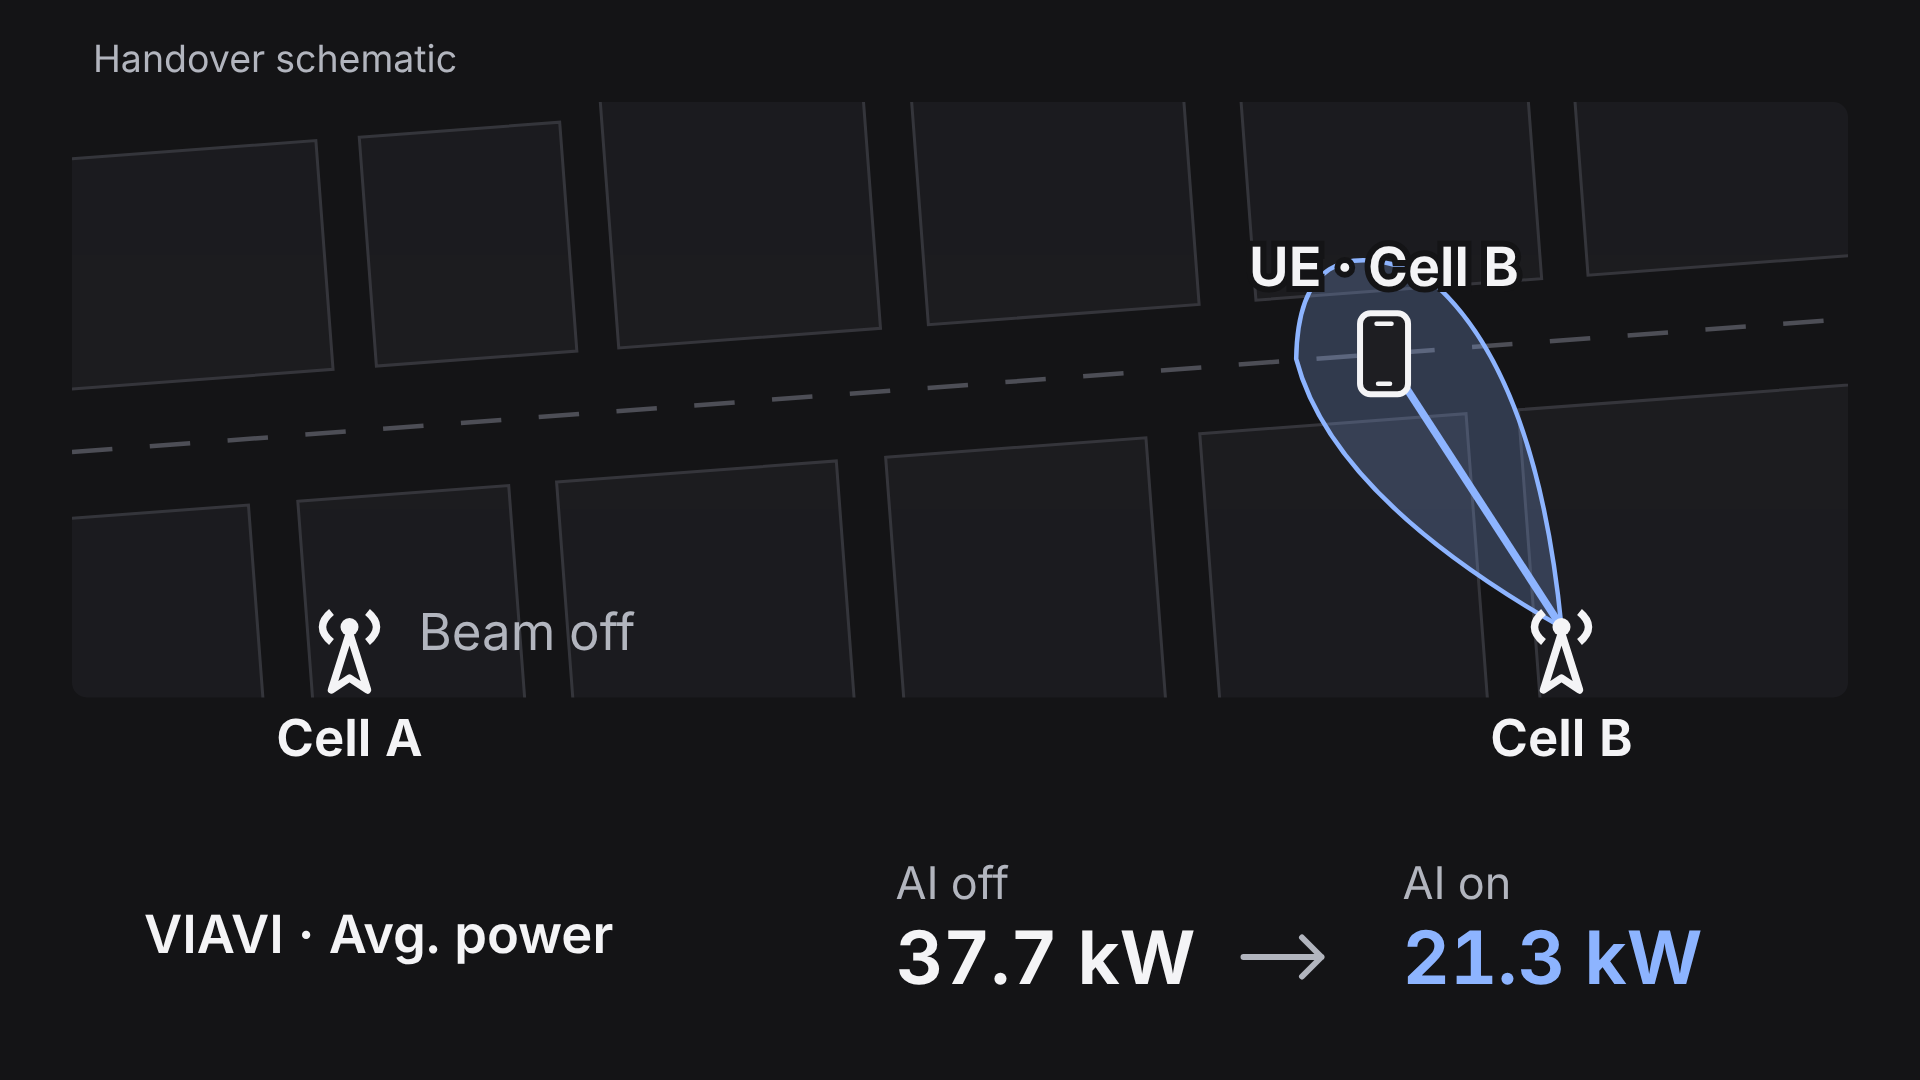 Handover schematic
UE · Cell B
Beam off
Cell A
Cell B
VIAVI · Avg. power
AI off
37.7 kW
AI on
21.3 kW